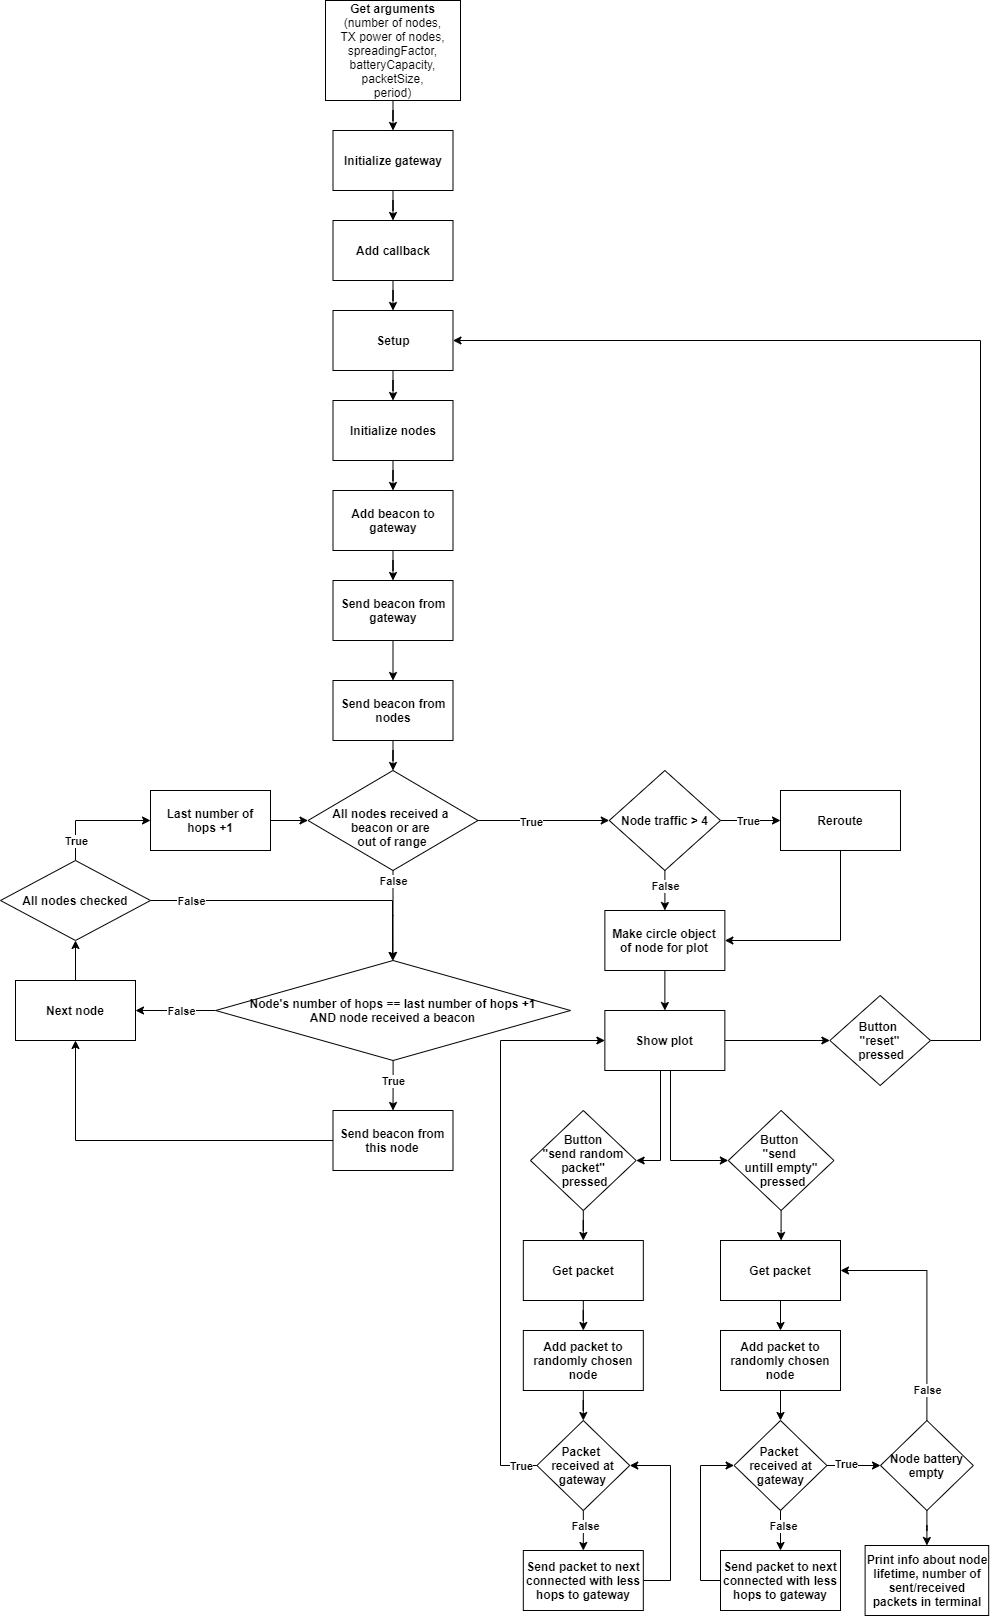 Get arguments
(number of nodes,
TX power of nodes,
spreadingFactor,
batteryCapacity,
packetSize,
period)
Initialize gateway
Add callback
Setup
Initialize nodes
Add beacon to
gateway
Send beacon from
gateway
Send beacon from
nodes
Last number of
hops +1
All nodes received a
beacon or are
out of range
True
Node traffic > 4
True
Reroute
True
False
False
All nodes checked
False
Make circle object
of node for plot
Next node
False
Node's number of hops == last number of hops +1
AND node received a beacon
Show plot
Button
"reset"
pressed
True
Send beacon from
this node
Button
"send random
packet"
pressed
Button
"send
untill empty"
pressed
Get packet
Get packet
Add packet to
randomly chosen
node
Add packet to
randomly chosen
node
False
True
Packet
received at
gateway
Packet
received at
gateway
True
Node battery
empty
False
False
Send packet to next
connected with less
hops to gateway
Send packet to next
connected with less
hops to gateway
Print info about node
lifetime, number of
sent/received
packets in terminal